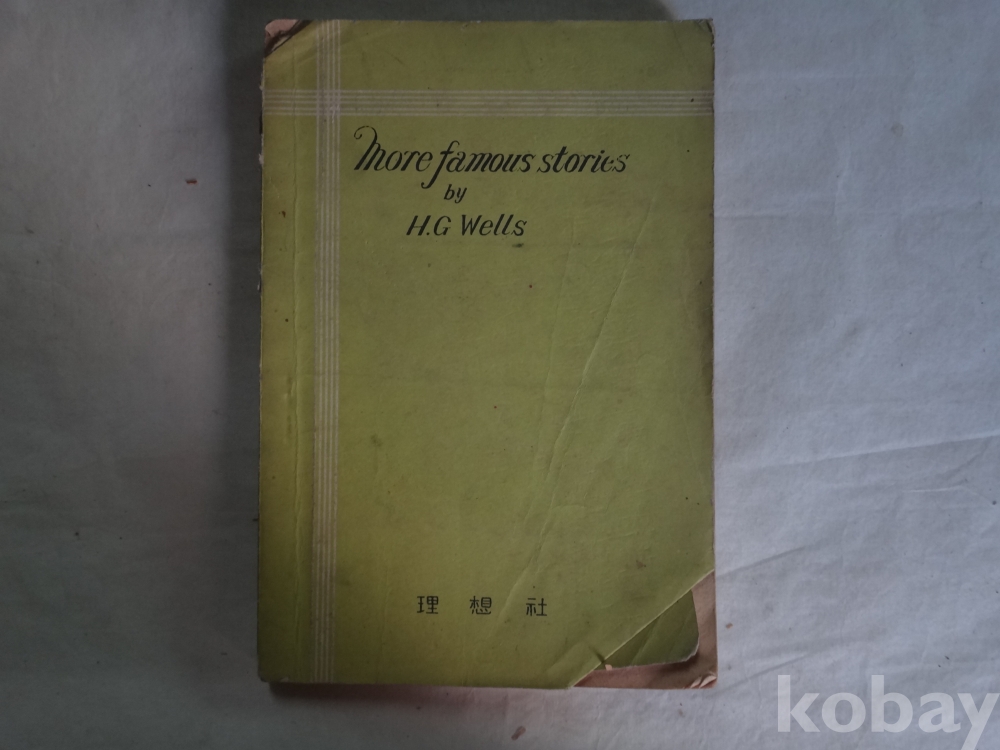 More famous stories
by
H.G Wells
理想社
kobay